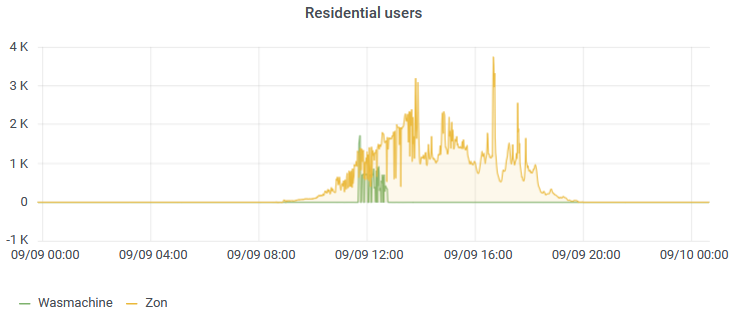 Residential users
4 K
3 K
2 K
1 K
0
-1 K
09/09 00:00 09/09 04:00 09/09 08:00 09/09 12:00 09/09 16:00 09/09 20:00 09/10 00:00
Wasmachine Zon